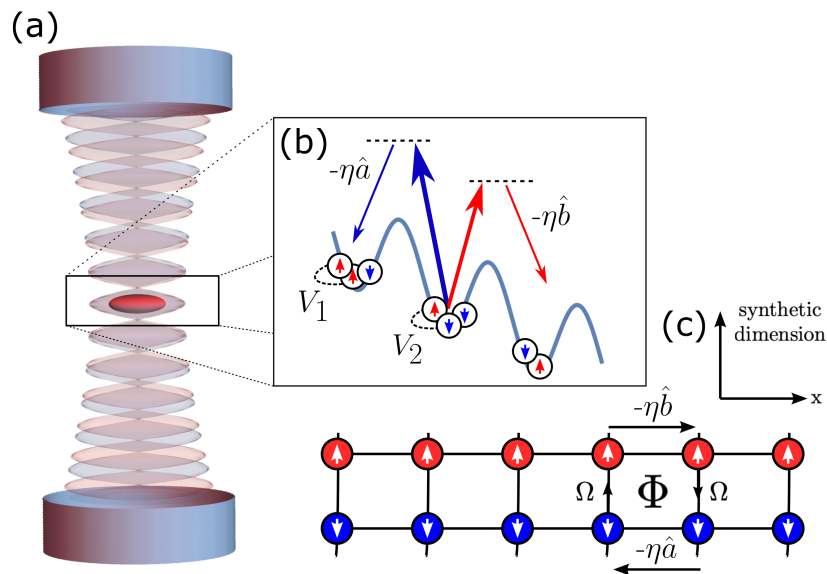 (a)
(b)
-ηâ
-ηb̂
V₁
V₂
(c)
synthetic
dimension
x
-ηb̂
Ω
Φ
Ω
-ηâ